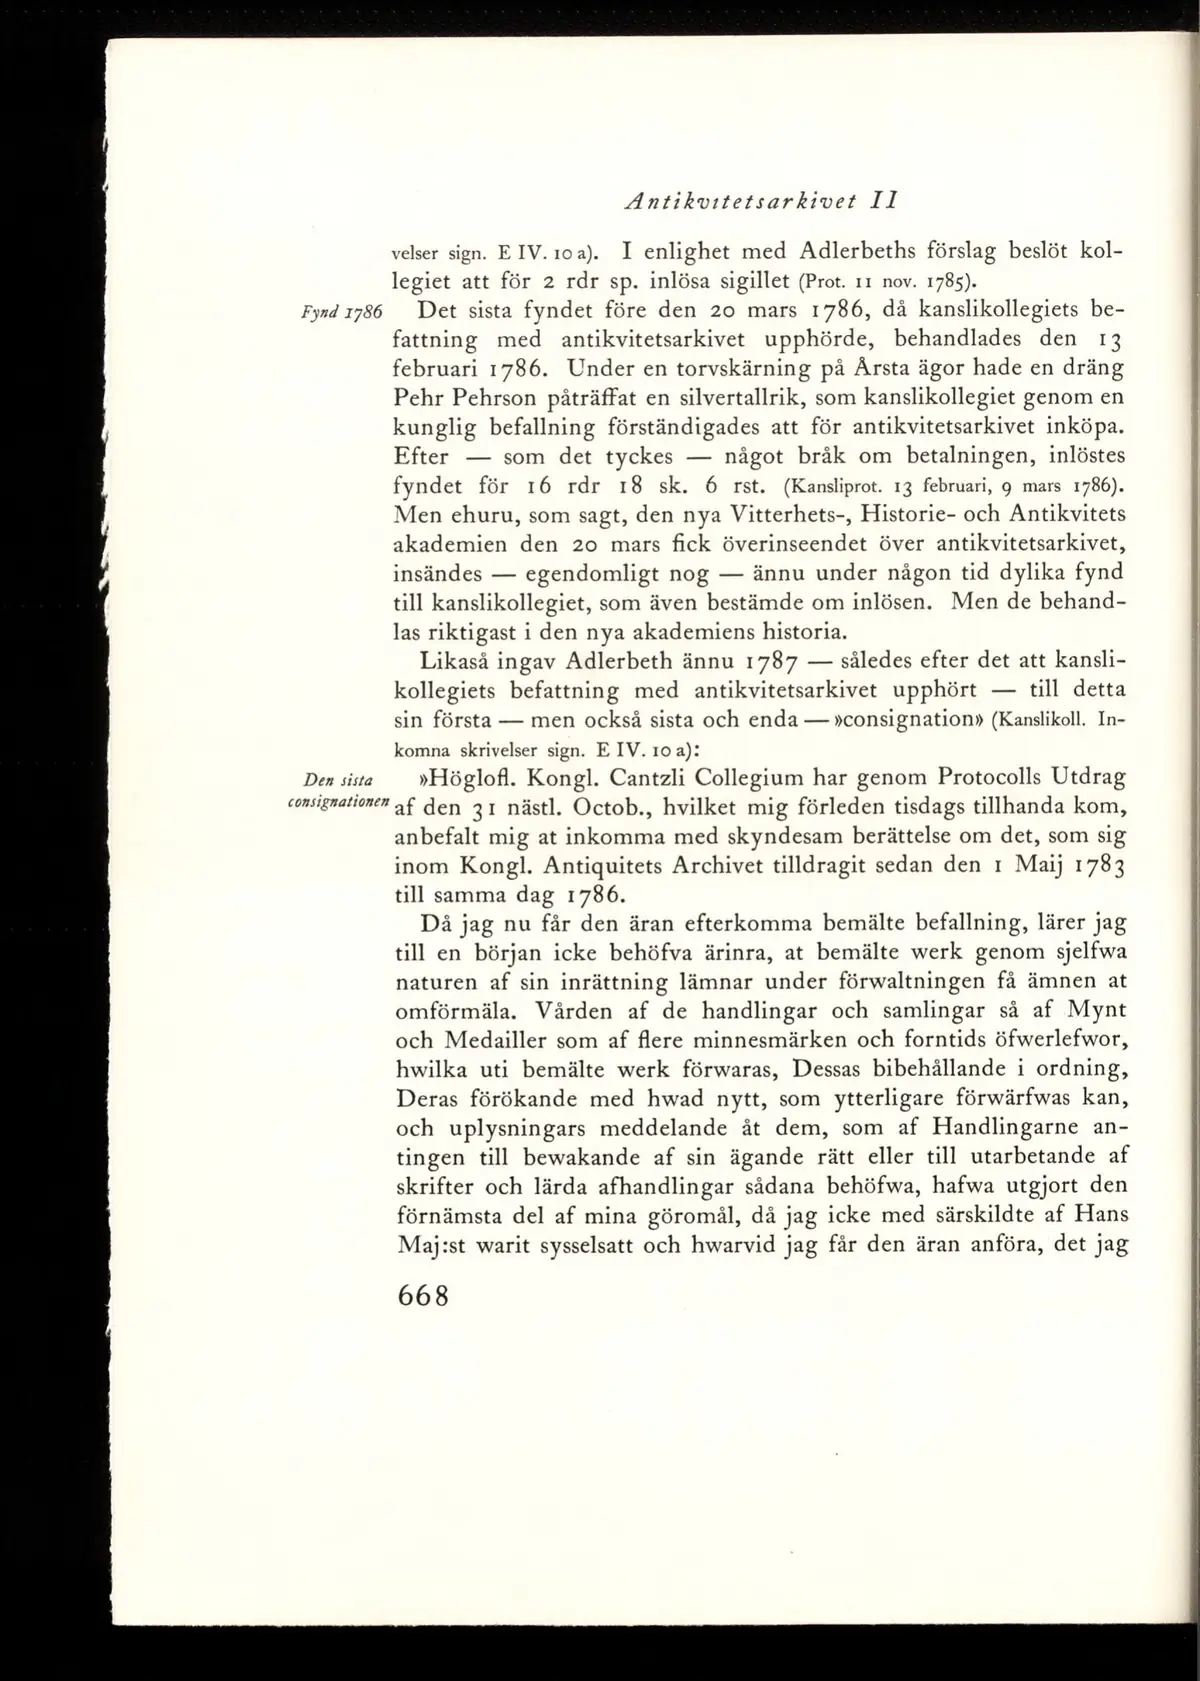 Antikvitetsarkivet II
velser sign. E IV. 10 a). I enlighet med Adlerbeths förslag beslöt kol-
legiet att för 2 rdr sp. inlösa sigillet (Prot. 11 nov. 1785).
Fynd 1786
Det sista fyndet före den 20 mars 1786, då kanslikollegiets be-
fattning med antikvitetsarkivet upphörde, behandlades den 13
februari 1786. Under en torvskärning på Årsta ägor hade en dräng
Pehr Pehrson påträffat en silvertallrik, som kanslikollegiet genom en
kunglig befallning förständigades att för antikvitetsarkivet inköpa.
Efter — som det tyckes — något bråk om betalningen, inlöstes
fyndet för 16 rdr 18 sk. 6 rst. (Kansliprot. 13 februari, 9 mars 1786).
Men ehuru, som sagt, den nya Vitterhets-, Historie- och Antikvitets
akademien den 20 mars fick överinseendet över antikvitetsarkivet,
insändes — egendomligt nog — ännu under någon tid dylika fynd
till kanslikollegiet, som även bestämde om inlösen. Men de behand-
las riktigast i den nya akademiens historia.
Likaså ingav Adlerbeth ännu 1787 — således efter det att kansli-
kollegiets befattning med antikvitetsarkivet upphört — till detta
sin första — men också sista och enda — »consignation» (Kanslikoll. In-
komna skrivelser sign. E IV. 10 a):
Den sista
consignationen
»Höglofl. Kongl. Cantzli Collegium har genom Protocolls Utdrag
af den 31 nästl. Octob., hvilket mig förleden tisdags tillhanda kom,
anbefalt mig at inkomma med skyndesam berättelse om det, som sig
inom Kongl. Antiquitets Archivet tilldragit sedan den 1 Maij 1783
till samma dag 1786.
Då jag nu får den äran efterkomma bemälte befallning, lärer jag
till en början icke behöfva ärinra, at bemälte werk genom sjelfwa
naturen af sin inrättning lämnar under förwaltningen få ämnen at
omförmäla. Vården af de handlingar och samlingar så af Mynt
och Medailler som af flere minnesmärken och forntids öfwerlefwor,
hwilka uti bemälte werk förwaras, Dessas bibehållande i ordning,
Deras förökande med hwad nytt, som ytterligare förwärfwas kan,
och uplysningars meddelande åt dem, som af Handlingarne an-
tingen till bewakande af sin ägande rätt eller till utarbetande af
skrifter och lärda afhandlingar sådana behöfwa, hafwa utgjort den
förnämsta del af mina göromål, då jag icke med särskildte af Hans
Maj:st warit sysselsatt och hwarvid jag får den äran anföra, det jag
668